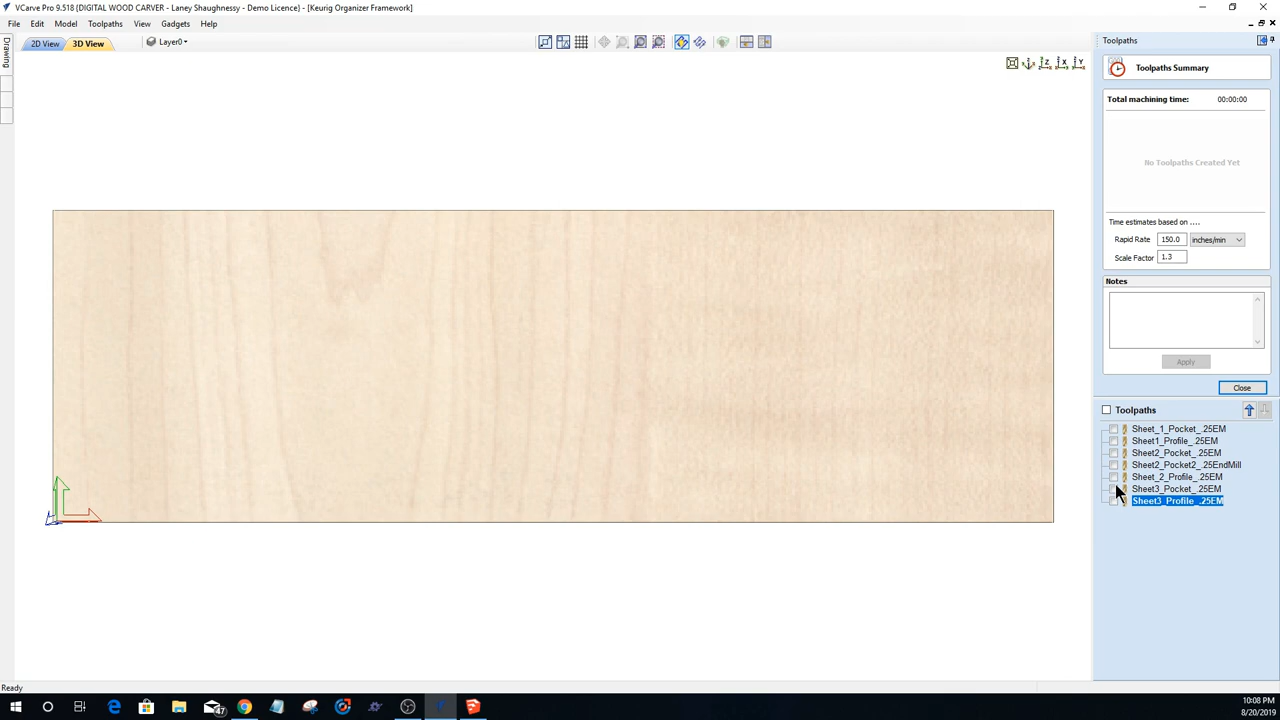 VCarve Pro 9.518 {DIGITAL WOOD CARVER - Laney Shaughnessy - Demo Licence} - [Keurig Organizer Framework]
File Edit Model Toolpaths View Gadgets Help
2D View 3D View Layer0
Drawing
Z X Y
Toolpaths
Toolpaths Summary
Total machining time: 00:00:00
No Toolpaths Created Yet
Time estimates based on ....
Rapid Rate 150.0 inches/min
Scale Factor 1.3
Notes
Apply
Close
Toolpaths
Sheet_1_Pocket_.25EM
Sheet1_Profile_.25EM
Sheet2_Pocket_.25EM
Sheet2_Pocket2_.25EndMill
Sheet_2_Profile_.25EM
Sheet3_Pocket_.25EM
Sheet3_Profile_.25EM
Ready
47
10:08 PM
8/20/2019